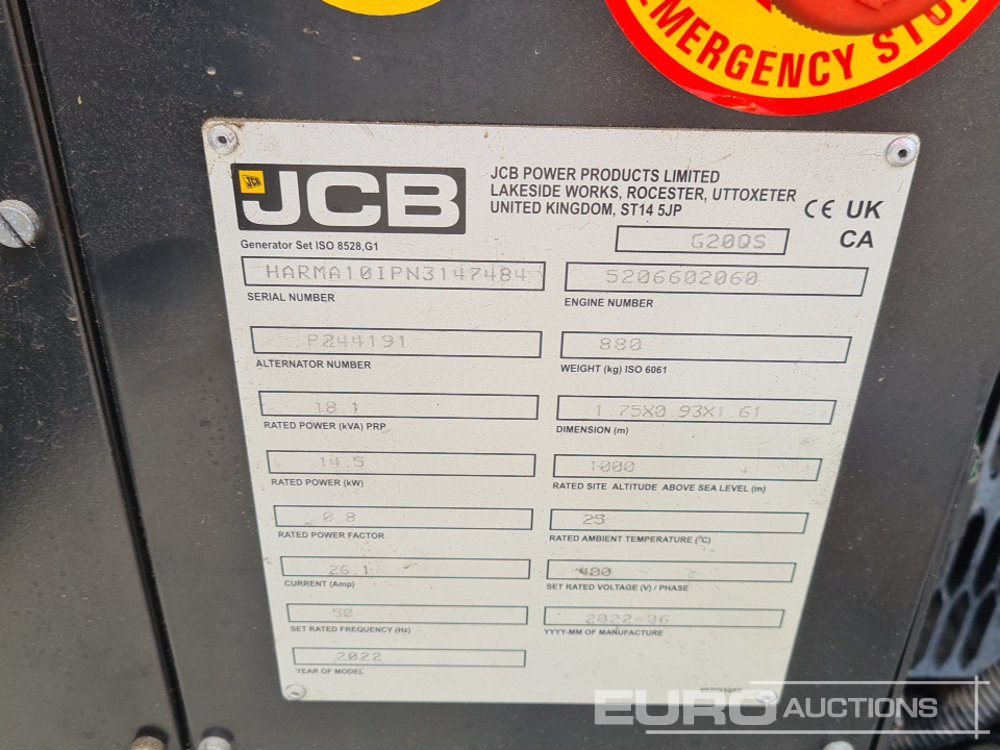 EMERGENCY STOP
JCB
JCB
JCB POWER PRODUCTS LIMITED
LAKESIDE WORKS, ROCESTER, UTTOXETER
UNITED KINGDOM, ST14 5JP
CE UK
CA
Generator Set ISO 8528,G1
G20QS
HARMA10IPN3147484
5206602060
SERIAL NUMBER
ENGINE NUMBER
P244191
880
ALTERNATOR NUMBER
WEIGHT (kg) ISO 6061
18.1
1.75X0.93X1.61
RATED POWER (kVA) PRP
DIMENSION (m)
14.5
1000
RATED POWER (kW)
RATED SITE ALTITUDE ABOVE SEA LEVEL (m)
0.8
25
RATED POWER FACTOR
RATED AMBIENT TEMPERATURE (°C)
26.1
400
CURRENT (Amp)
SET RATED VOLTAGE (V) / PHASE
50
2022-06
SET RATED FREQUENCY (Hz)
YYYY-MM OF MANUFACTURE
2022
YEAR OF MODEL
EURO AUCTIONS